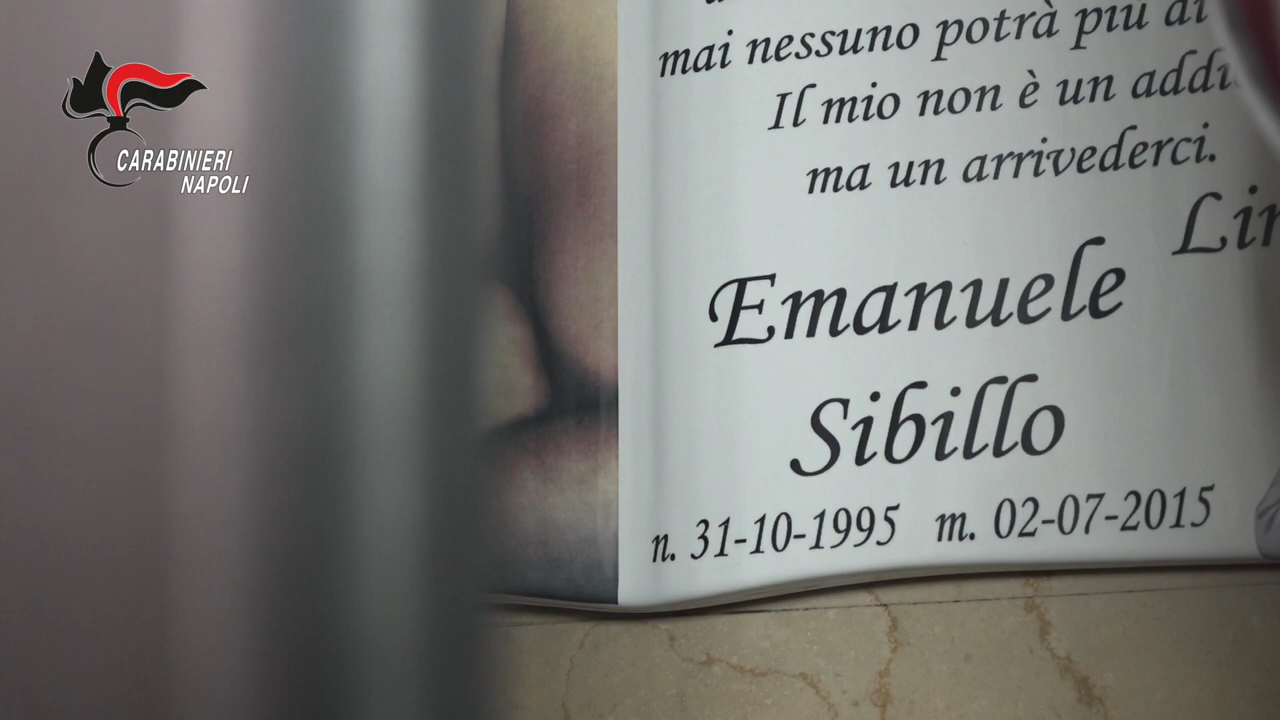 CARABINIERI
NAPOLI
mai nessuno potrà più di
Il mio non è un
ma un arrivederci.
Emanuele
Sibillo
n. 31-10-1995 m. 02-07-2015